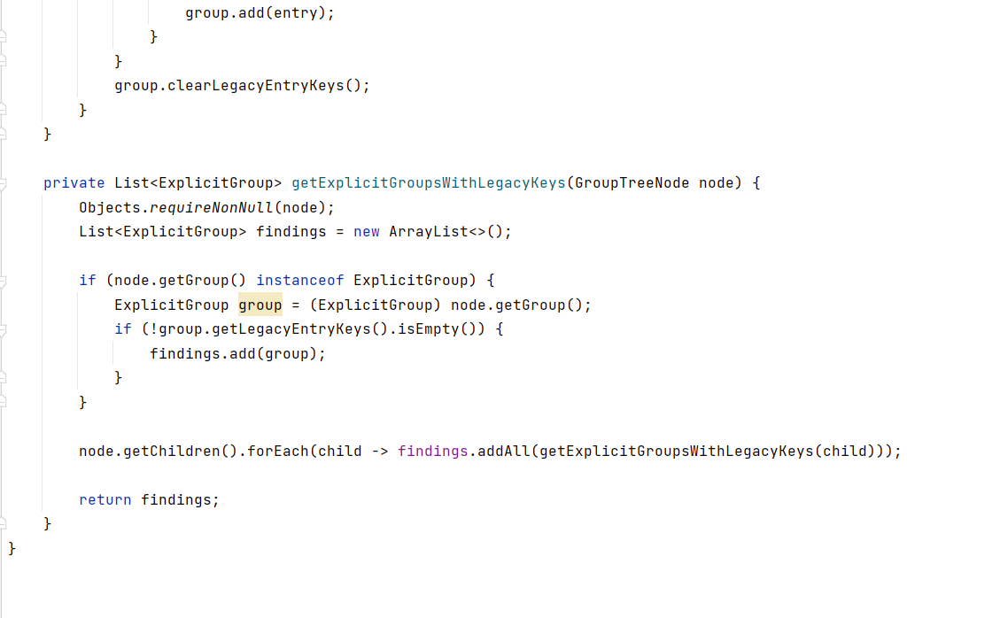 group.add(entry);
}
}
group.clearLegacyEntryKeys();
}
}
private List<ExplicitGroup> getExplicitGroupsWithLegacyKeys(GroupTreeNode node) {
Objects.requireNonNull(node);
List<ExplicitGroup> findings = new ArrayList<>();
if (node.getGroup() instanceof ExplicitGroup) {
ExplicitGroup group = (ExplicitGroup) node.getGroup();
if (!group.getLegacyEntryKeys().isEmpty()) {
findings.add(group);
}
}
node.getChildren().forEach(child -> findings.addAll(getExplicitGroupsWithLegacyKeys(child)));
return findings;
}
}